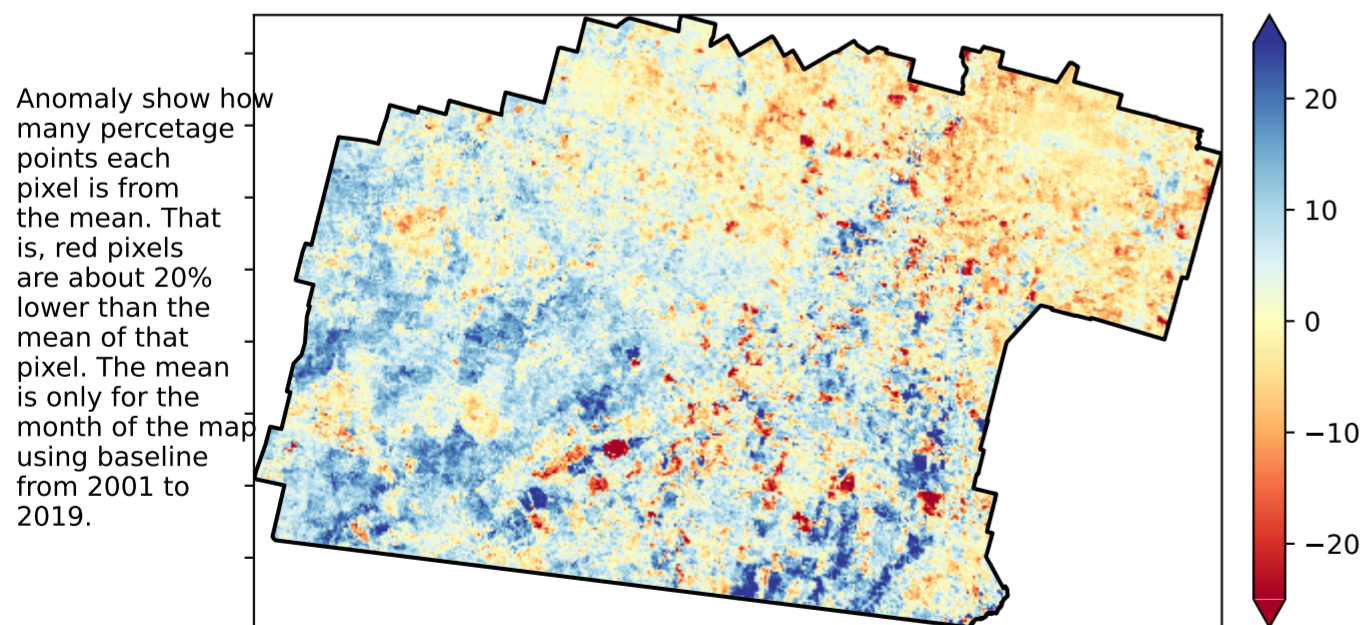 Anomaly show how
many percetage
points each
pixel is from
the mean. That
is, red pixels
are about 20%
lower than the
mean of that
pixel. The mean
is only for the
month of the map
using baseline
from 2001 to
2019.
20
10
0
−10
−20